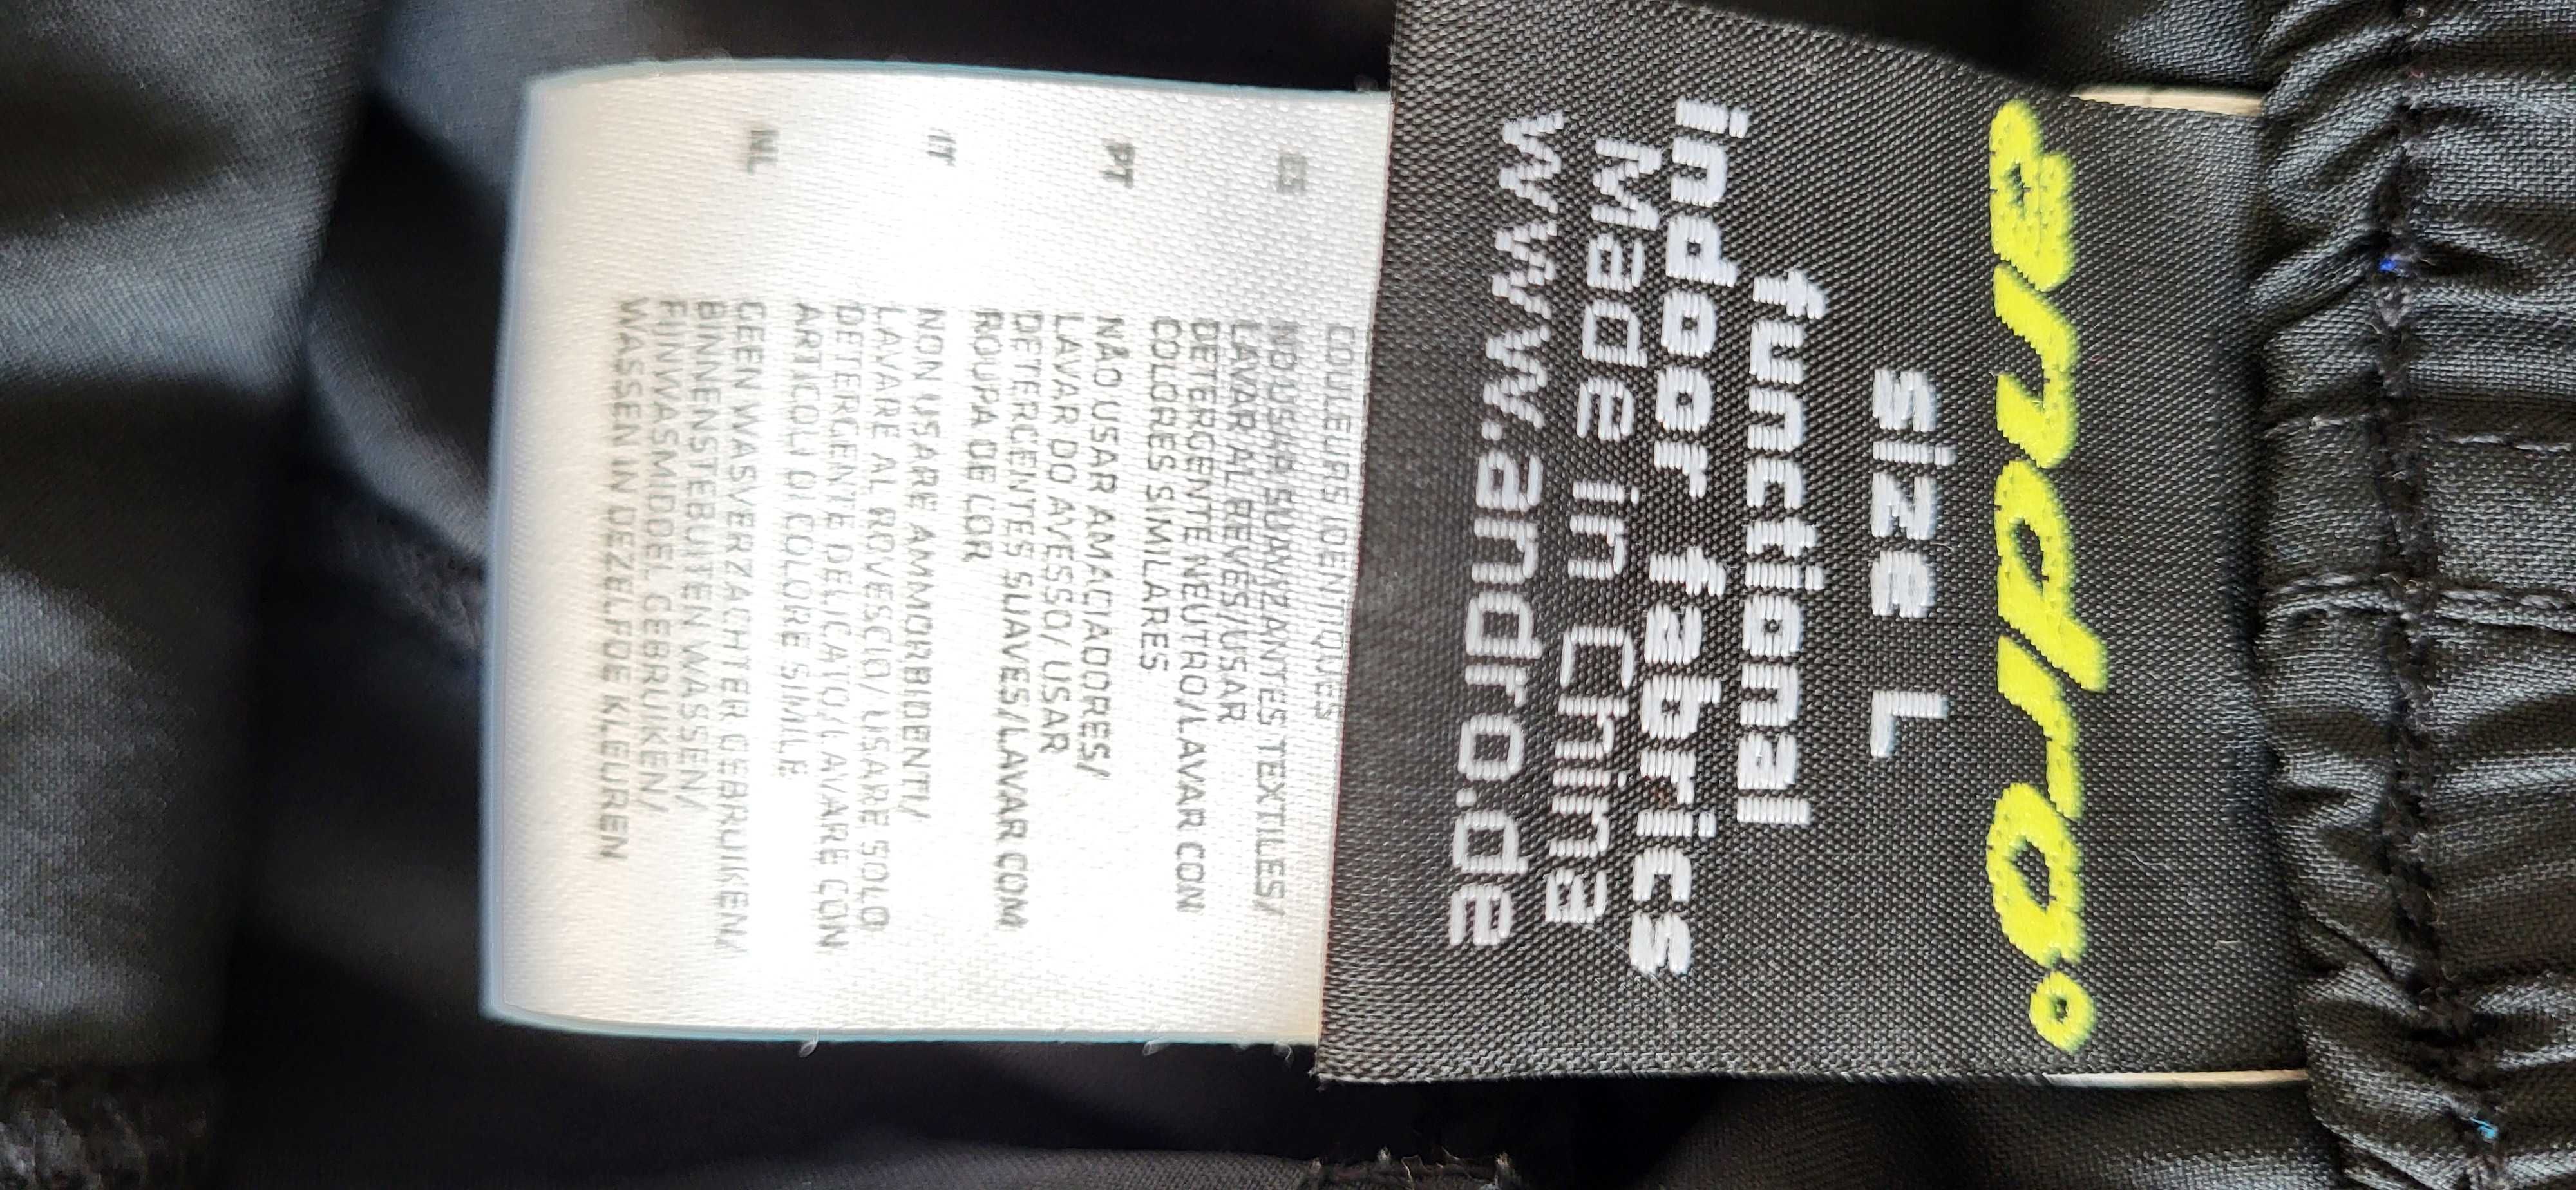 andro
size L
functional
indoor fabrics
Made in China
www.andro.de
COULEURS IDENTIQUES
ES NO USAR SUAVIZANTES TEXTILES/
LAVAR AL REVES/USAR
DETERGENTE NEUTRO/LAVAR CON
COLORES SIMILARES
PT NÃO USAR AMACIADORES/
LAVAR DO AVESSO/ USAR
DETERGENTES SUAVES/LAVAR COM
ROUPA DE COR
IT NON USARE AMMORBIDENTI/
LAVARE AL ROVESCIO/ USARE SOLO
DETERGENTE DELICATO/LAVARE CON
ARTICOLI DI COLORE SIMILE
NL GEEN WASVERZACHTER GEBRUIKEN/
BINNENSTEBUITEN WASSEN/
FIJNWASMIDDEL GEBRUIKEN/
WASSEN IN DEZELFDE KLEUREN